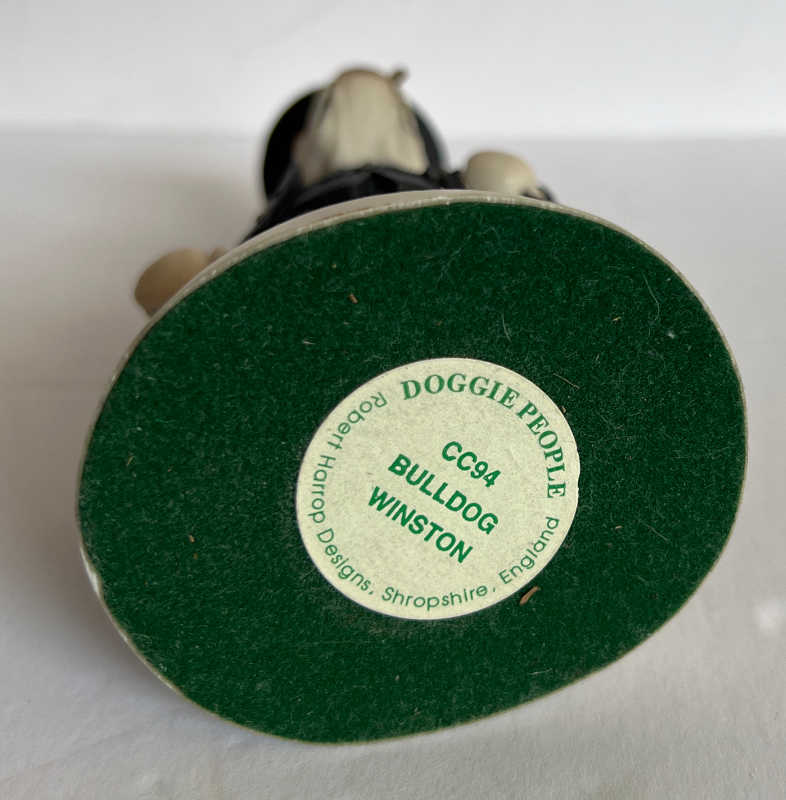 DOGGIE PEOPLE
CC94
BULLDOG
WINSTON
Robert Harrop Designs, Shropshire, England